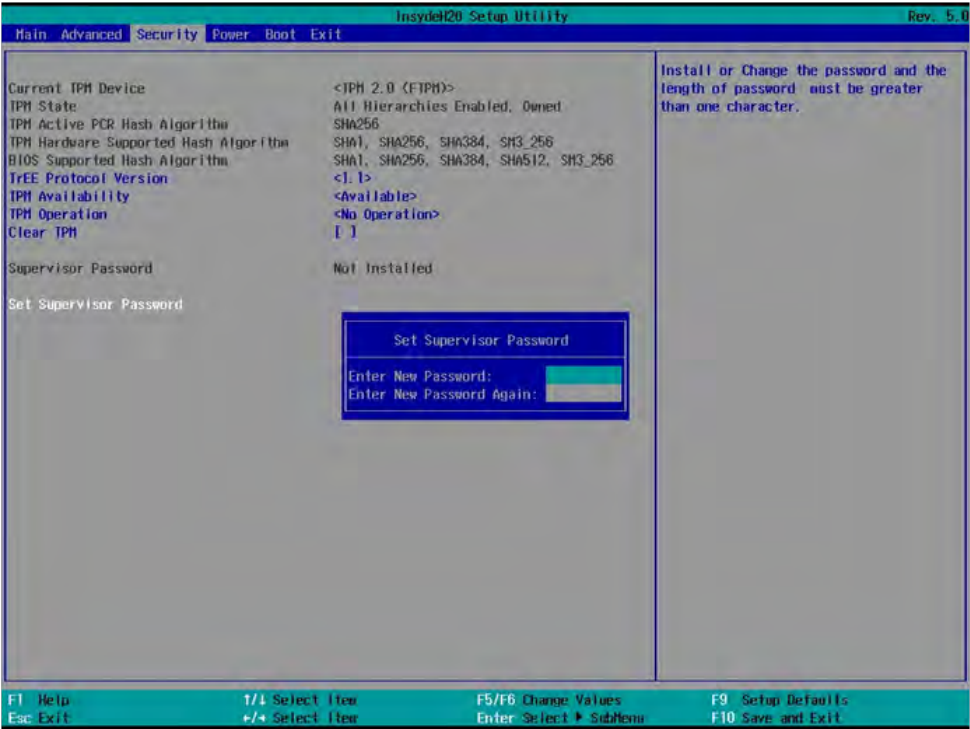 InsydeH20 Setup Utility Rev. 5.0
Main Advanced Security Power Boot Exit
Current TPM Device <TPM 2.0 (FTPM)>
TPM State All Hierarchies Enabled, Owned
TPM Active PCR Hash Algorithm SHA256
TPM Hardware Supported Hash Algorithm SHA1, SHA256, SHA384, SM3_256
BIOS Supported Hash Algorithm SHA1, SHA256, SHA384, SHA512, SM3_256
TrEE Protocol Version <1.1>
TPM Availability <Available>
TPM Operation <No Operation>
Clear TPM [ ]
Supervisor Password Not Installed
Set Supervisor Password
Set Supervisor Password
Enter New Password:
Enter New Password Again:
Install or Change the password and the
length of password must be greater
than one character.
F1 Help ↑/↓ Select Item F5/F6 Change Values F9 Setup Defaults
Esc Exit ←/→ Select Item Enter Select ▶ SubMenu F10 Save and Exit